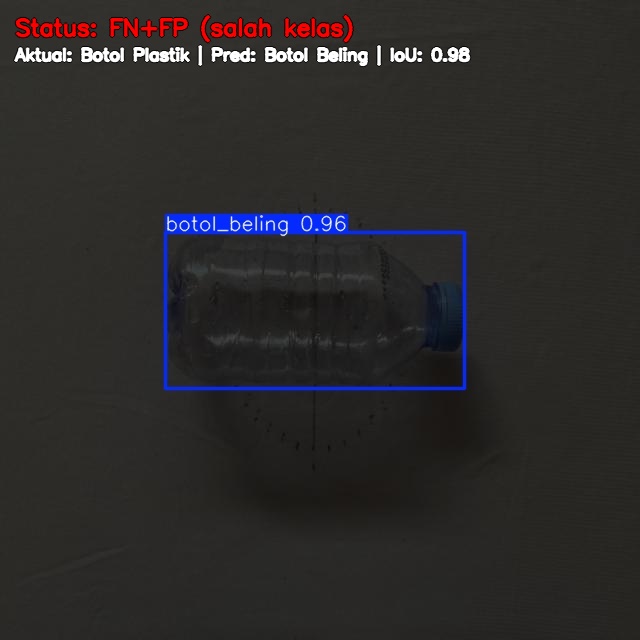 Status: FN+FP (salah kelas)
Aktual: Botol Plastik | Pred: Botol Beling | IoU: 0.98
botol_beling 0.96